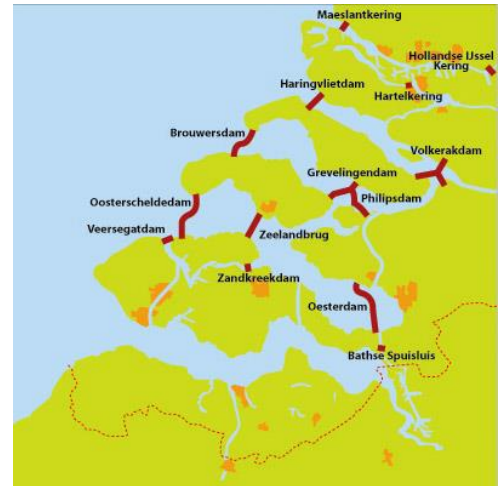 Maeslantkering
Hollandse IJssel
Kering
Haringvlietdam
Hartelkering
Brouwersdam
Volkerakdam
Grevelingendam
Philipsdam
Oosterscheldedam
Veersegatdam
Zeelandbrug
Zandkreekdam
Oesterdam
Bathse Spuisluis